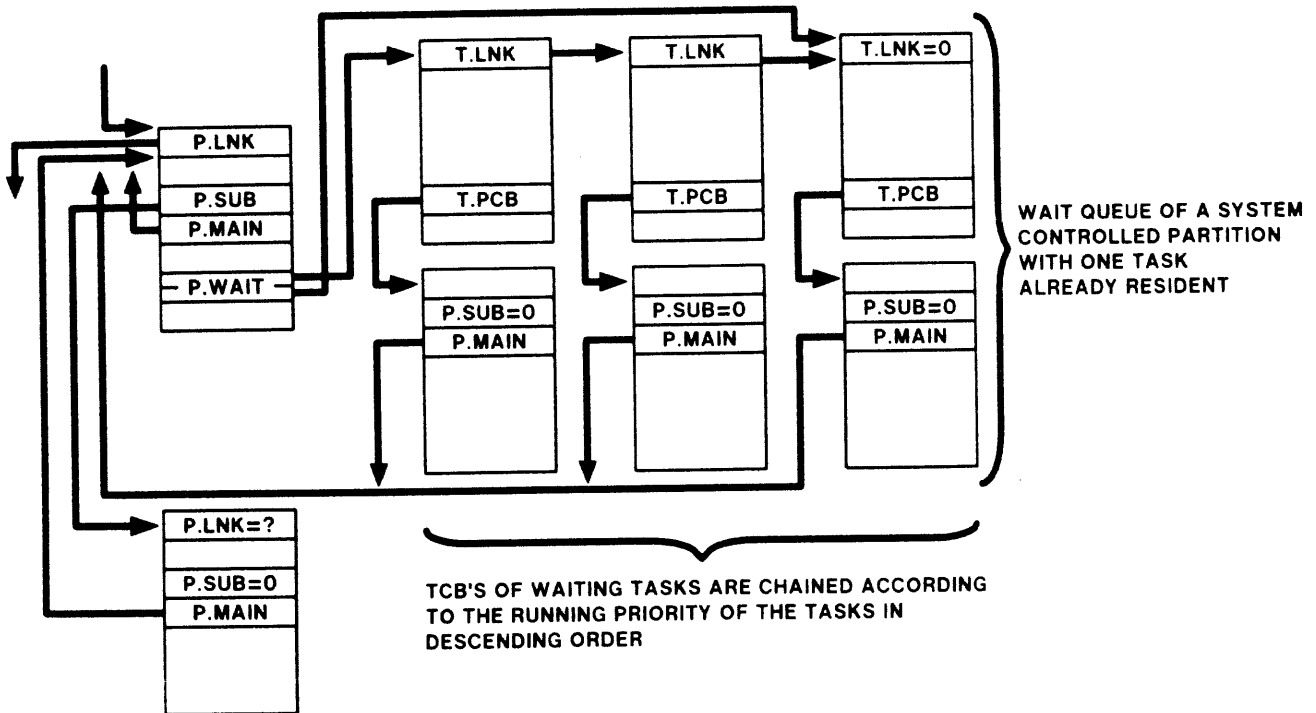 T.LNK
T.LNK
T.LNK=0
P.LNK
P.SUB
P.MAIN
P.WAIT
T.PCB
T.PCB
T.PCB
P.SUB=0
P.MAIN
P.SUB=0
P.MAIN
P.SUB=0
P.MAIN
WAIT QUEUE OF A SYSTEM
CONTROLLED PARTITION
WITH ONE TASK
ALREADY RESIDENT
P.LNK=?
P.SUB=0
P.MAIN
TCB'S OF WAITING TASKS ARE CHAINED ACCORDING
TO THE RUNNING PRIORITY OF THE TASKS IN
DESCENDING ORDER